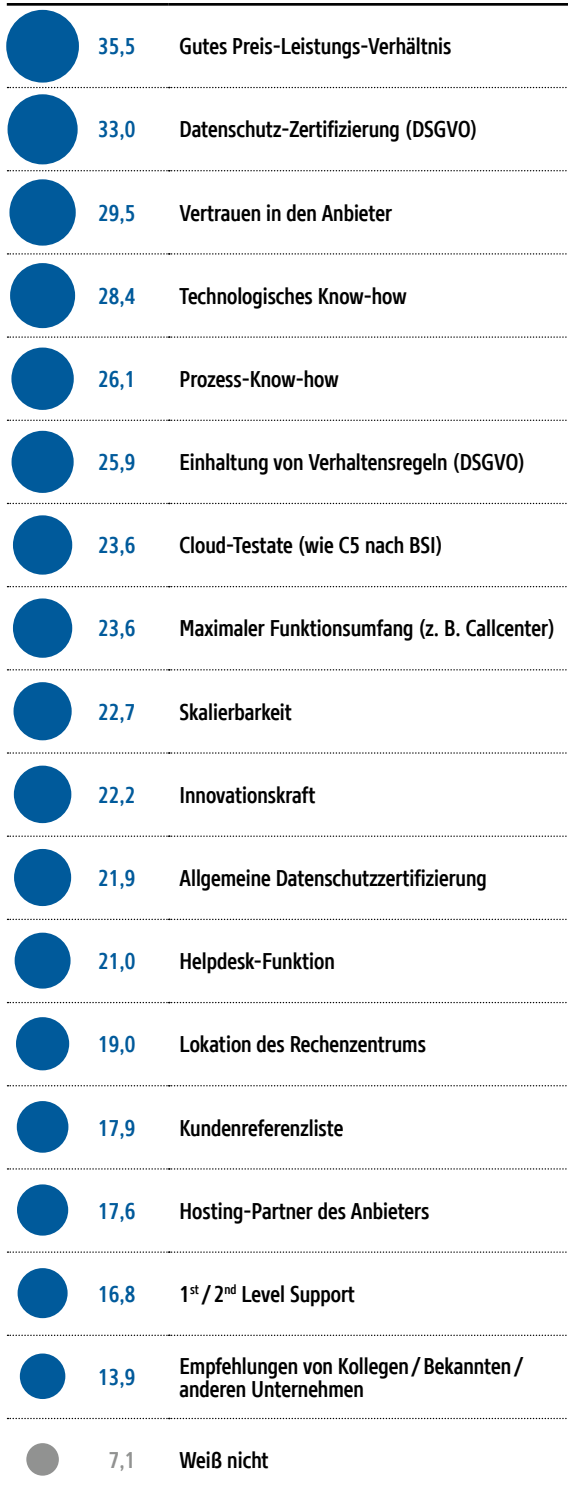 35,5 Gutes Preis-Leistungs-Verhältnis
33,0 Datenschutz-Zertifizierung (DSGVO)
29,5 Vertrauen in den Anbieter
28,4 Technologisches Know-how
26,1 Prozess-Know-how
25,9 Einhaltung von Verhaltensregeln (DSGVO)
23,6 Cloud-Testate (wie C5 nach BSI)
23,6 Maximaler Funktionsumfang (z. B. Callcenter)
22,7 Skalierbarkeit
22,2 Innovationskraft
21,9 Allgemeine Datenschutzzertifizierung
21,0 Helpdesk-Funktion
19,0 Lokation des Rechenzentrums
17,9 Kundenreferenzliste
17,6 Hosting-Partner des Anbieters
16,8 1st / 2nd Level Support
13,9 Empfehlungen von Kollegen / Bekannten /
anderen Unternehmen
7,1 Weiß nicht